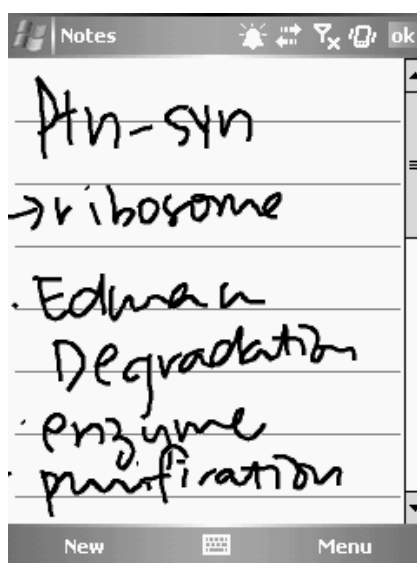 Notes ok
Ptn-syn
→ribosome
· Edman
Degradation
· enzyme
· purification
New Menu